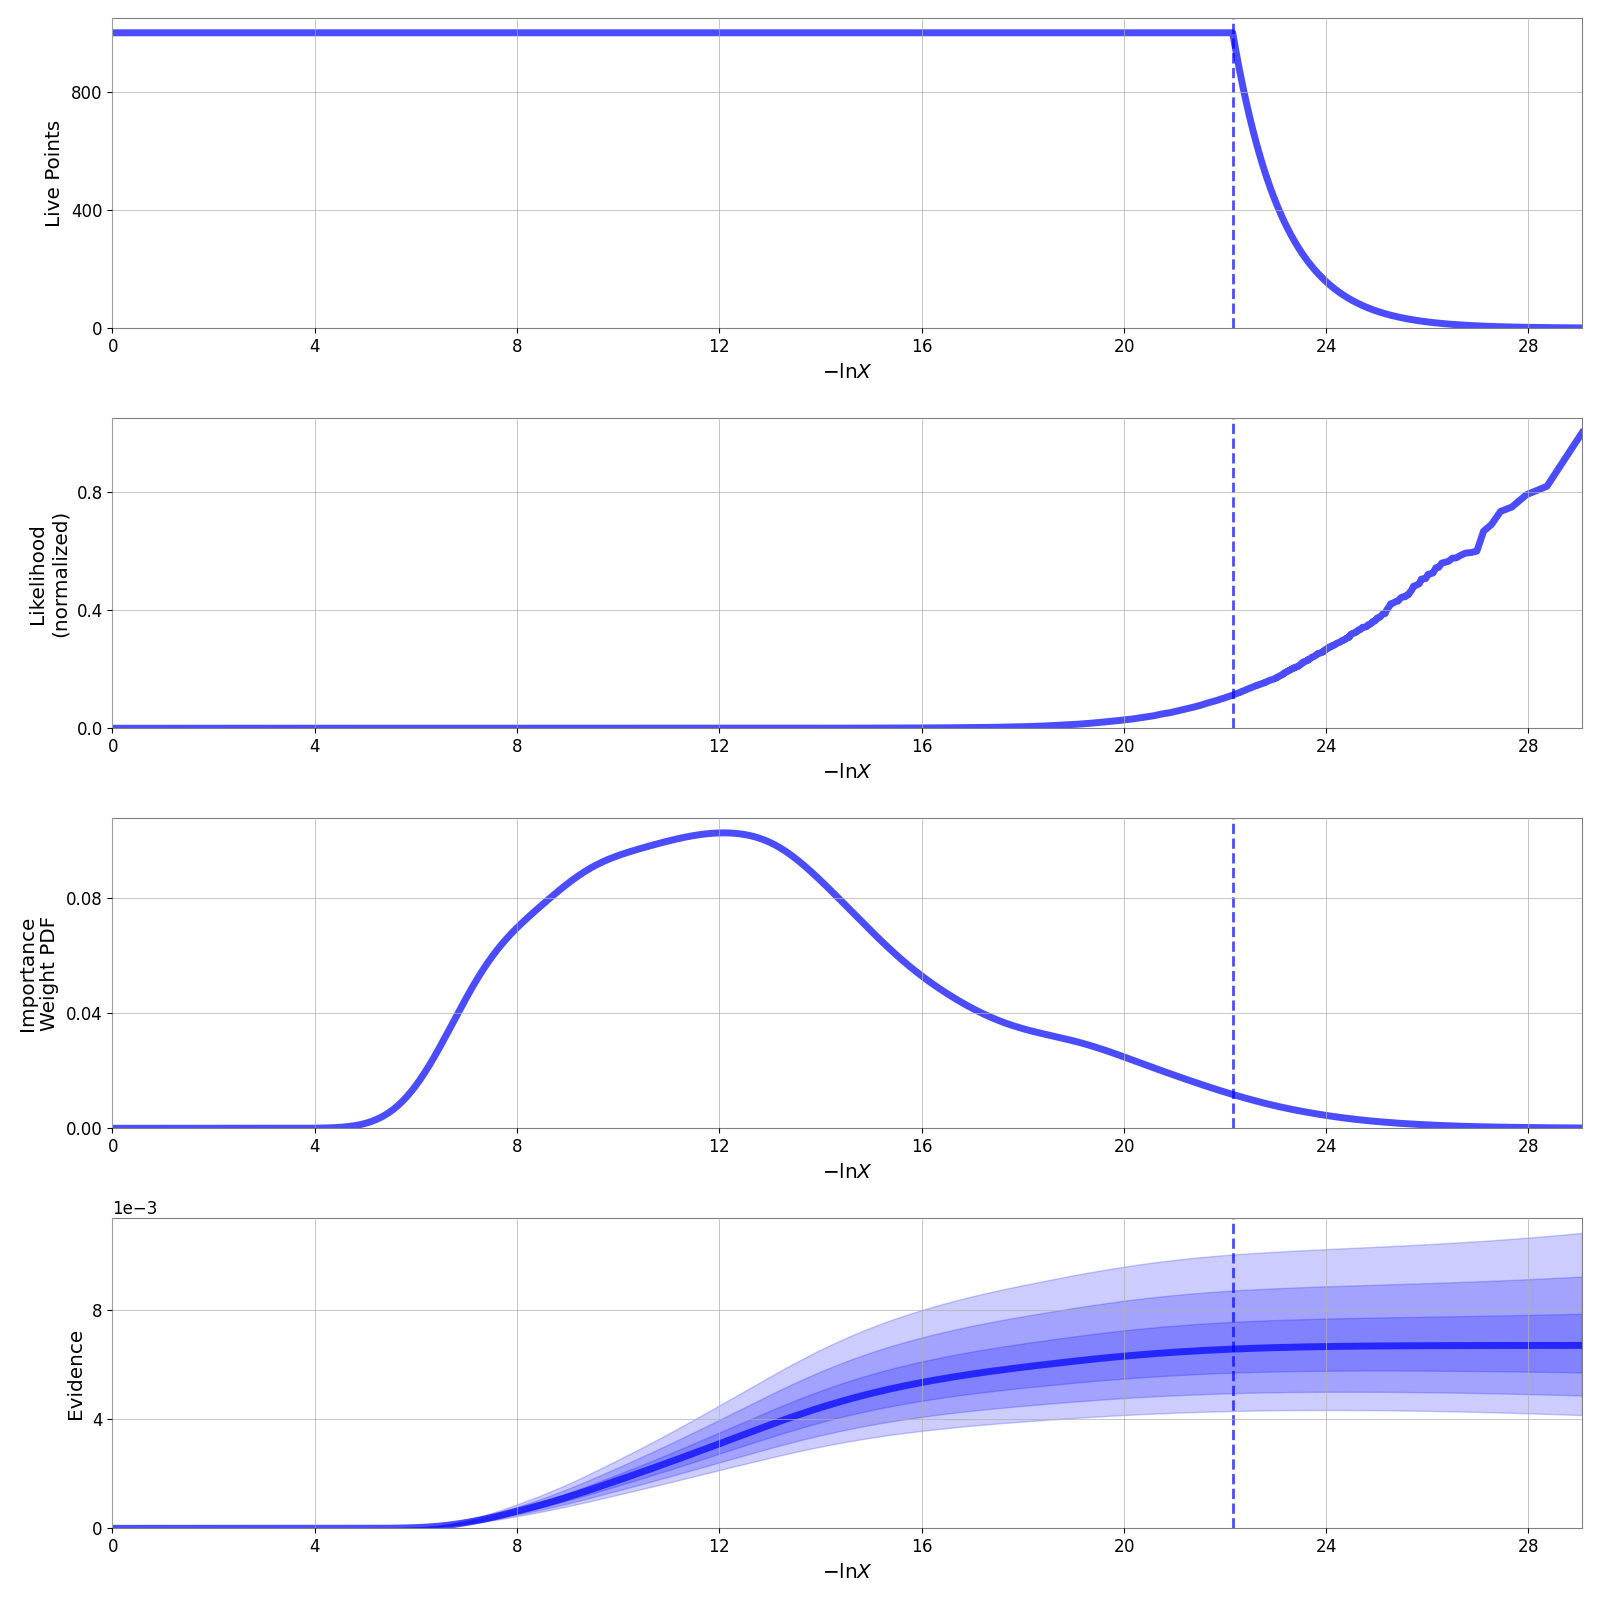 Live Points
800
400
0
0 4 8 12 16 20 24 28
−lnX
Likelihood
(normalized)
0.8
0.4
0.0
0 4 8 12 16 20 24 28
−lnX
Importance
Weight PDF
0.08
0.04
0.00
0 4 8 12 16 20 24 28
−lnX
1e−3
Evidence
8
4
0
0 4 8 12 16 20 24 28
−lnX